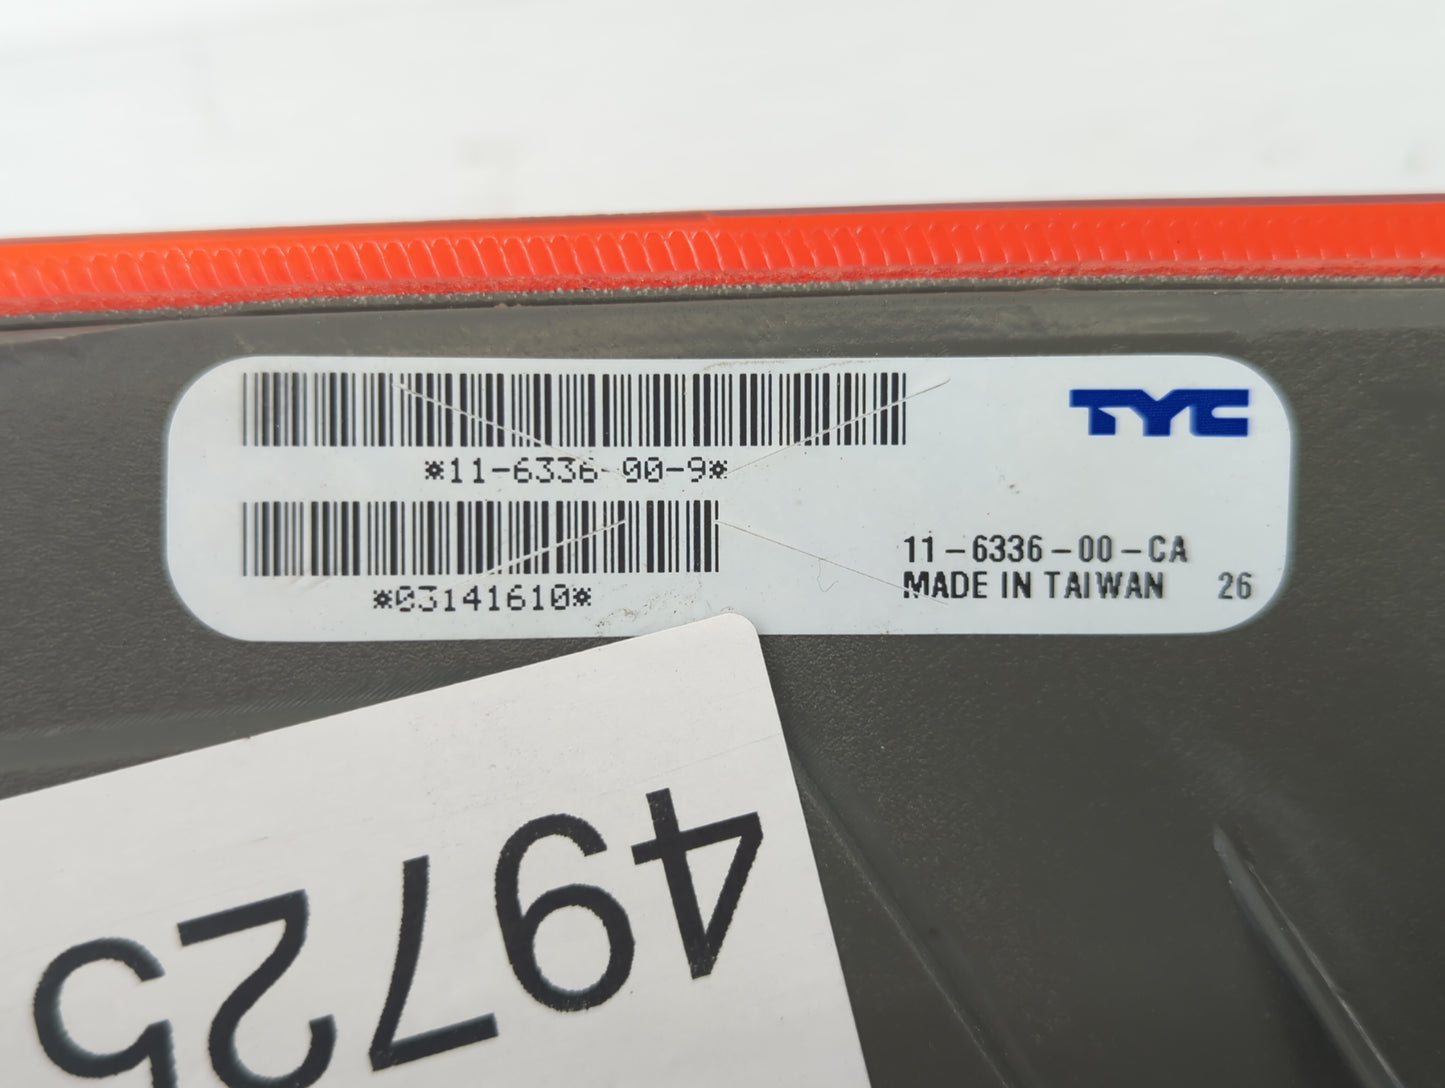 TYC
*11-6336-00-9*
*03141610*
11-6336-00-CA
MADE IN TAIWAN 26
49725